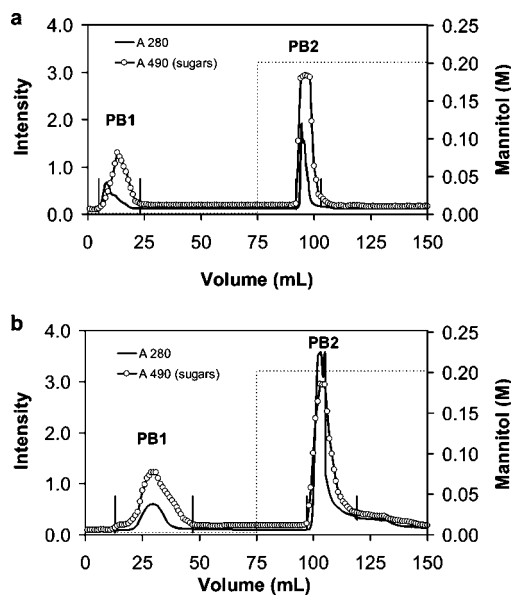 a
4.0
3.0
2.0
1.0
0.0
Intensity
A 280
A 490 (sugars)
PB1
PB2
0.25
0.20
0.15
0.10
0.05
0.00
Mannitol (M)
0 25 50 75 100 125 150
Volume (mL)
b
4.0
3.0
2.0
1.0
0.0
Intensity
A 280
A 490 (sugars)
PB1
PB2
0.25
0.20
0.15
0.10
0.05
0.00
Mannitol (M)
0 25 50 75 100 125 150
Volume (mL)